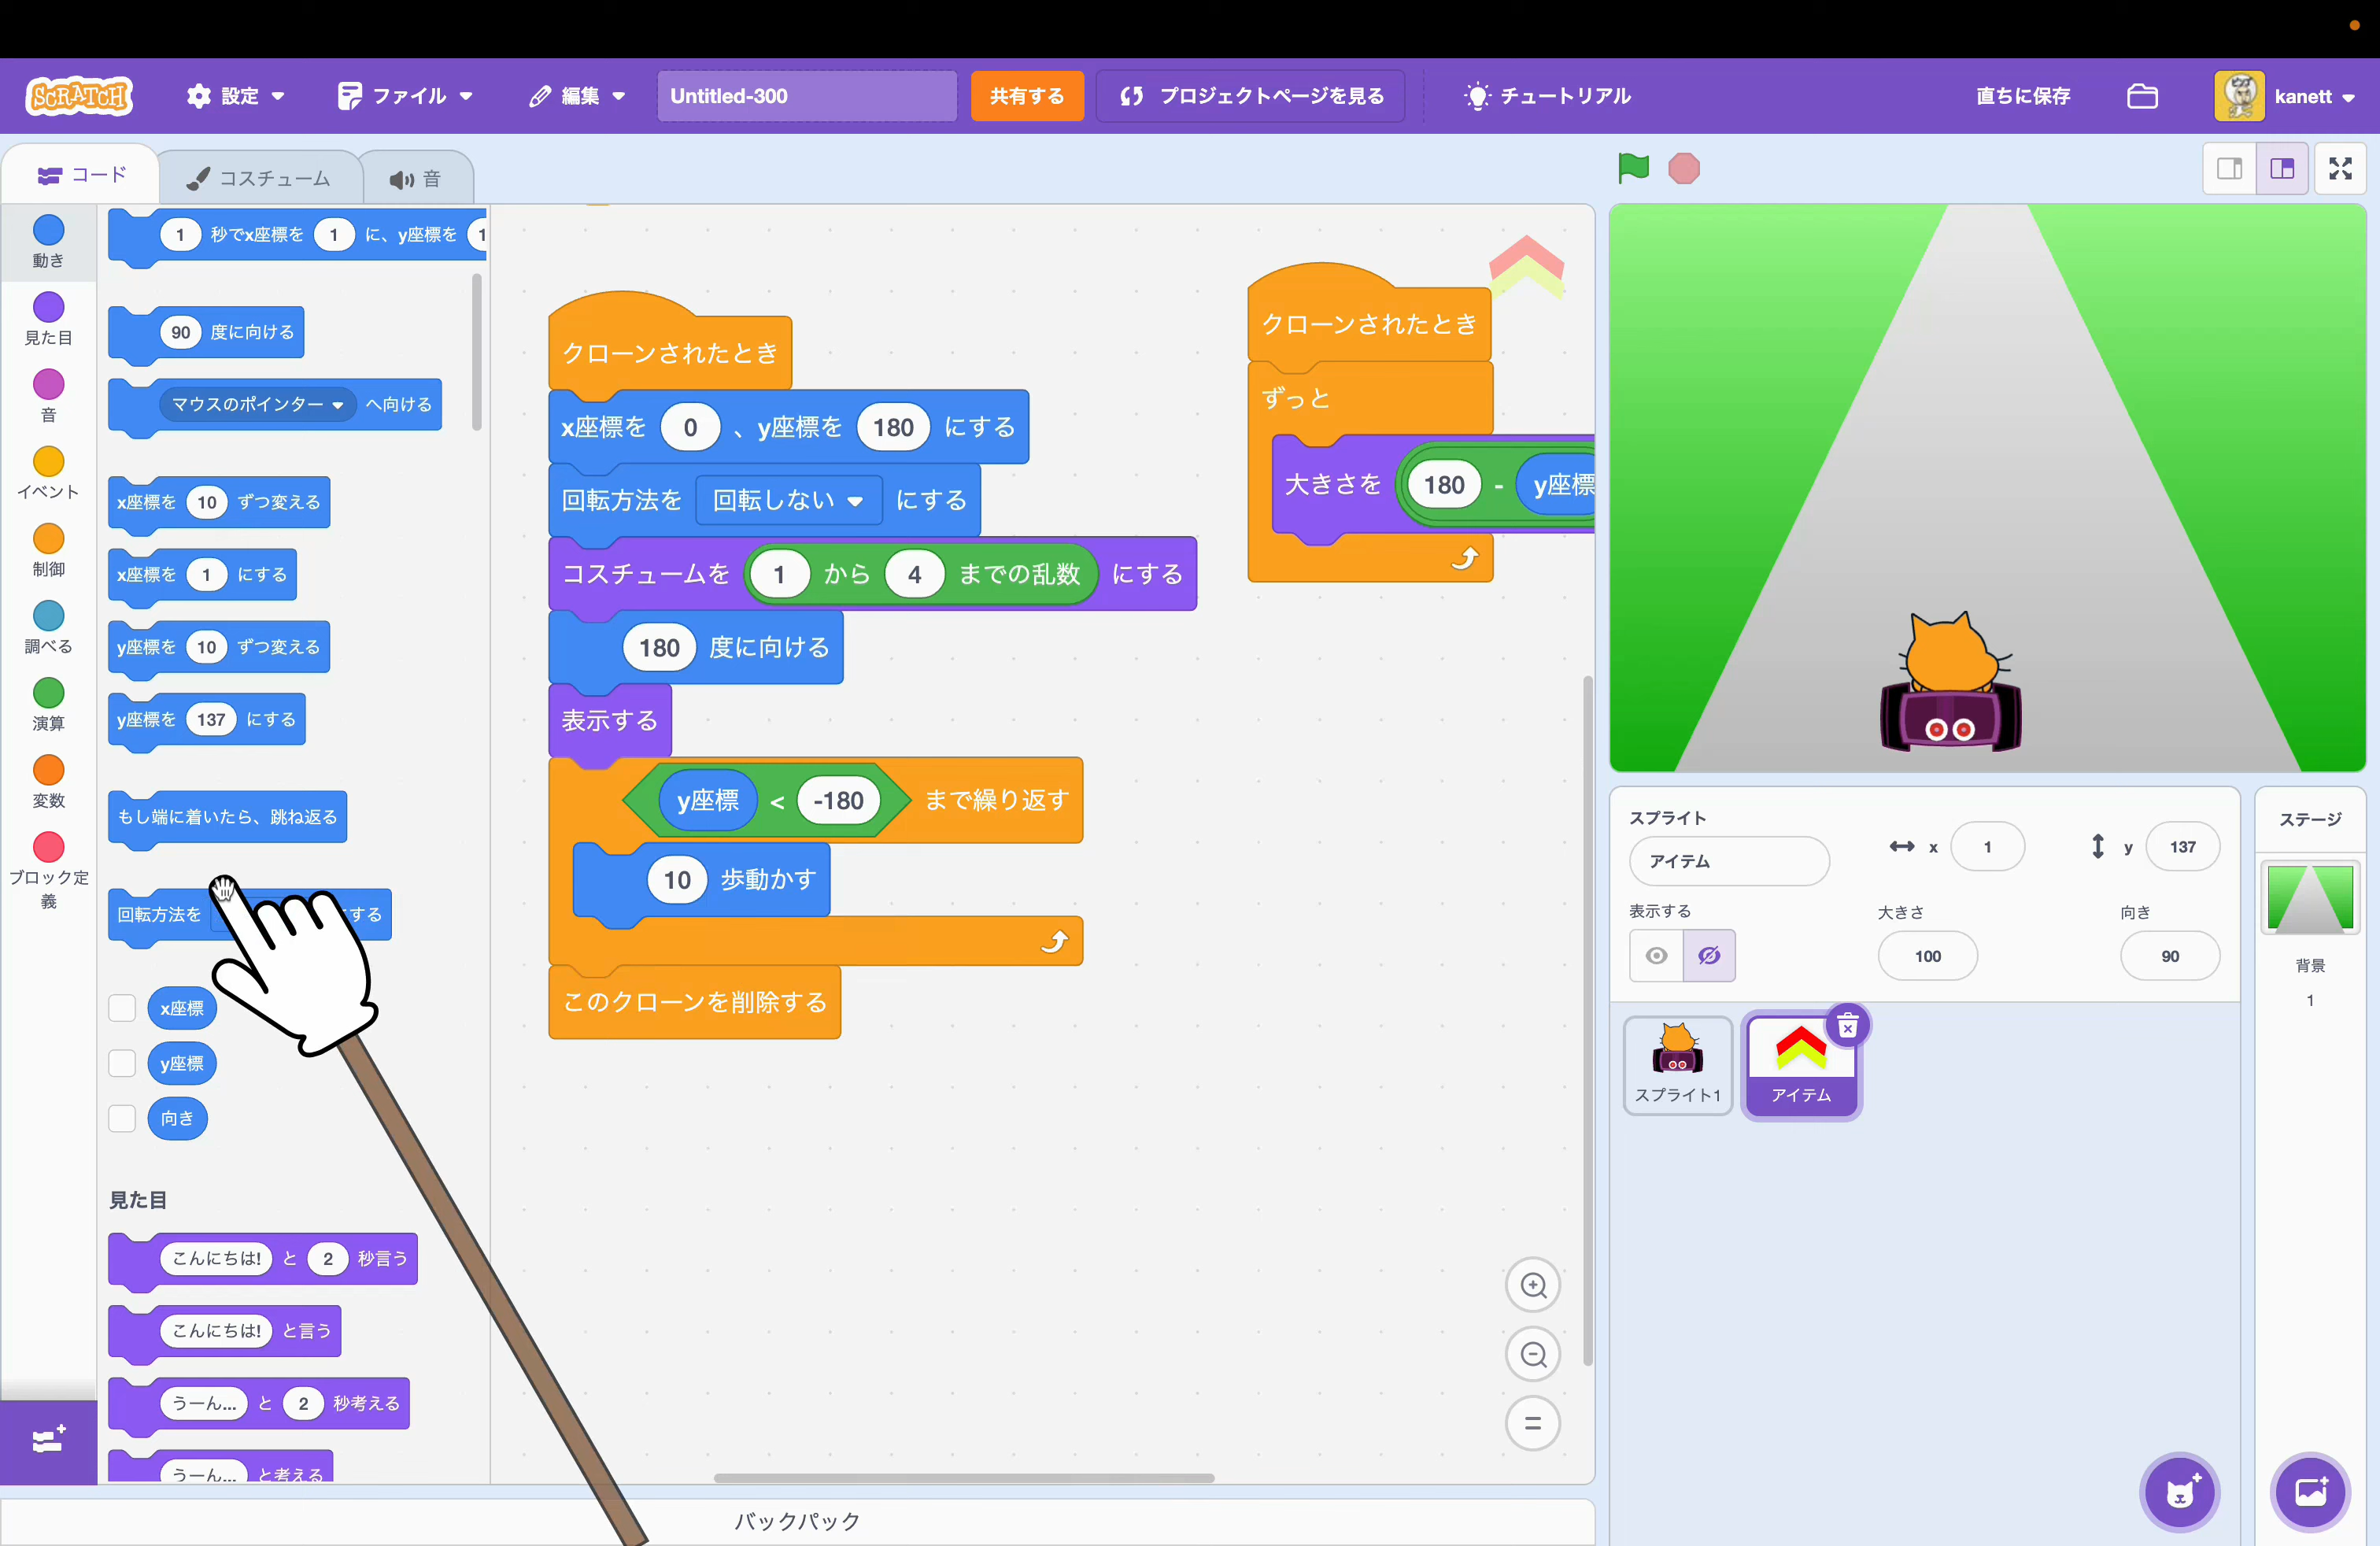 SCRATCH
設定
ファイル
編集
Untitled-300
共有する
プロジェクトページを見る
チュートリアル
直ちに保存
kanett
コード
コスチューム
音
動き
見た目
音
イベント
制御
調べる
演算
変数
ブロック定
義
1 秒でx座標を 1 に、y座標を 1
90 度に向ける
マウスのポインター へ向ける
x座標を 10 ずつ変える
x座標を 1 にする
y座標を 10 ずつ変える
y座標を 137 にする
もし端に着いたら、跳ね返る
回転方法を する
x座標
y座標
向き
見た目
こんにちは! と 2 秒言う
こんにちは! と言う
うーん... と 2 秒考える
うーん... と考える
クローンされたとき
x座標を 0 、y座標を 180 にする
回転方法を 回転しない にする
コスチュームを 1 から 4 までの乱数 にする
180 度に向ける
表示する
y座標 < -180 まで繰り返す
10 歩動かす
このクローンを削除する
クローンされたとき
ずっと
大きさを 180 - y座標
バックパック
スプライト
アイテム
x 1
y 137
表示する
大きさ
100
向き
90
スプライト1
アイテム
ステージ
背景
1